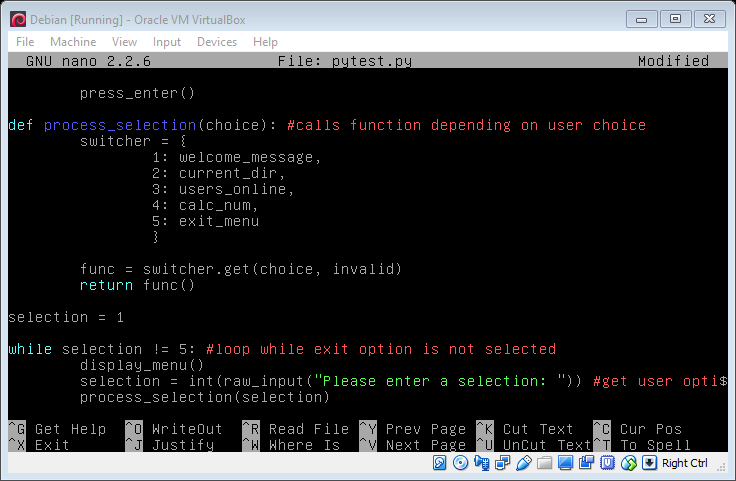 Debian [Running] - Oracle VM VirtualBox
File Machine View Input Devices Help
GNU nano 2.2.6 File: pytest.py Modified
press_enter()
def process_selection(choice): #calls function depending on user choice
switcher = {
1: welcome_message,
2: current_dir,
3: users_online,
4: calc_num,
5: exit_menu
}
func = switcher.get(choice, invalid)
return func()
selection = 1
while selection != 5: #loop while exit option is not selected
display_menu()
selection = int(raw_input("Please enter a selection: ")) #get user opti$
process_selection(selection)
^G Get Help ^O WriteOut ^R Read File ^Y Prev Page ^K Cut Text ^C Cur Pos
^X Exit ^J Justify ^W Where Is ^V Next Page ^U UnCut Text ^T To Spell
Right Ctrl